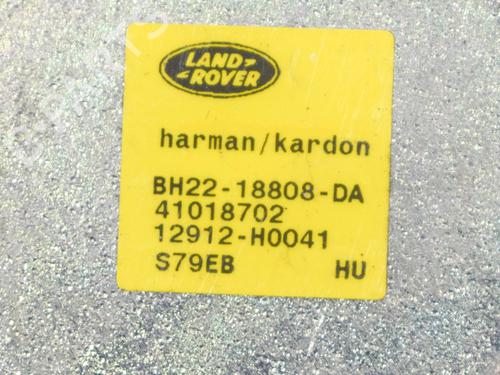 LAND
ROVER
harman/kardon
BH22-18808-DA
41018702
12912-H0041
S79EB HU